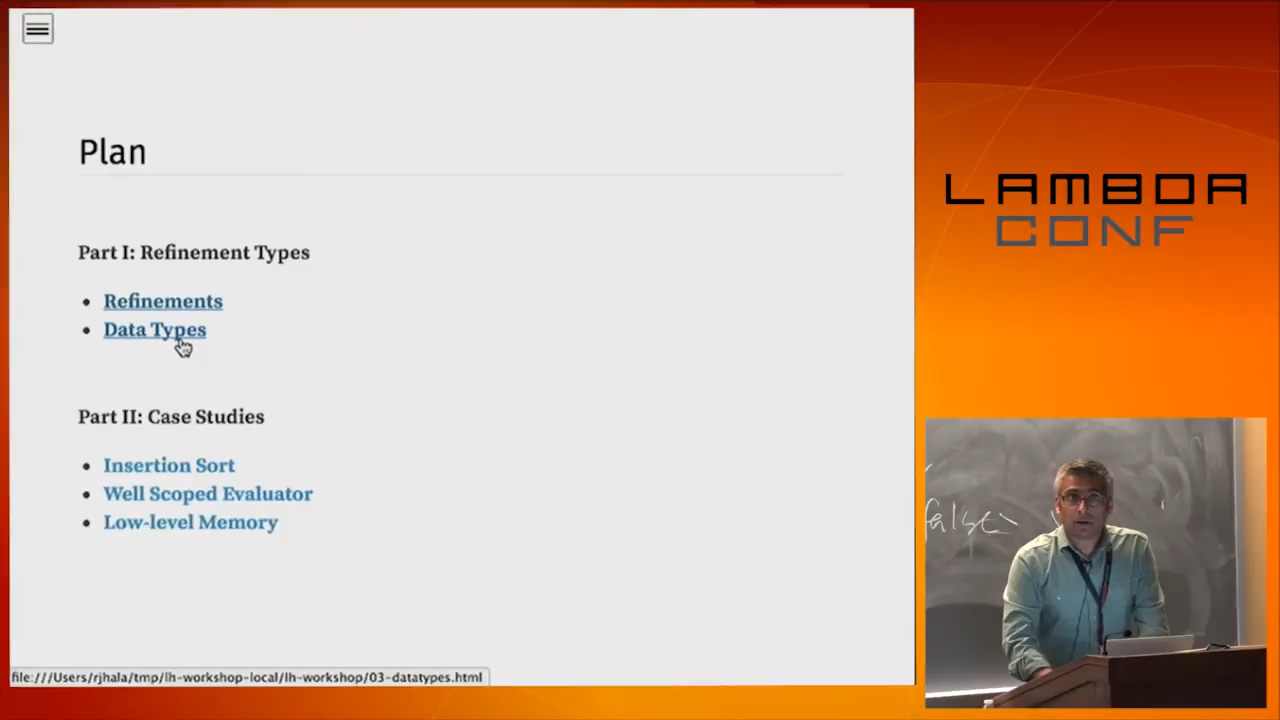 Plan
Part I: Refinement Types
Refinements
Data Types
Part II: Case Studies
Insertion Sort
Well Scoped Evaluator
Low-level Memory
file:///Users/rjhala/tmp/lh-workshop-local/lh-workshop/03-datatypes.html
LAMBDA
CONF
false